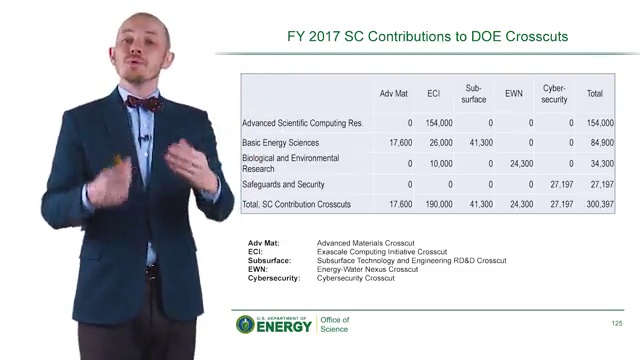 FY 2017 SC Contributions to DOE Crosscuts
Adv Mat ECI Sub-surface EWN Cyber-security Total
Advanced Scientific Computing Res. 0 154,000 0 0 0 154,000
Basic Energy Sciences 17,600 26,000 41,300 0 0 84,900
Biological and Environmental Research 0 10,000 0 24,300 0 34,300
Safeguards and Security 0 0 0 0 27,197 27,197
Total, SC Contribution Crosscuts 17,600 190,000 41,300 24,300 27,197 300,397
Adv Mat: Advanced Materials Crosscut
ECI: Exascale Computing Initiative Crosscut
Subsurface: Subsurface Technology and Engineering RD&D Crosscut
EWN: Energy-Water Nexus Crosscut
Cybersecurity: Cybersecurity Crosscut
U.S. DEPARTMENT OF
ENERGY
Office of
Science
125